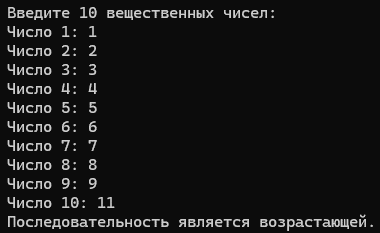 Введите 10 вещественных чисел:
Число 1: 1
Число 2: 2
Число 3: 3
Число 4: 4
Число 5: 5
Число 6: 6
Число 7: 7
Число 8: 8
Число 9: 9
Число 10: 11
Последовательность является возрастающей.